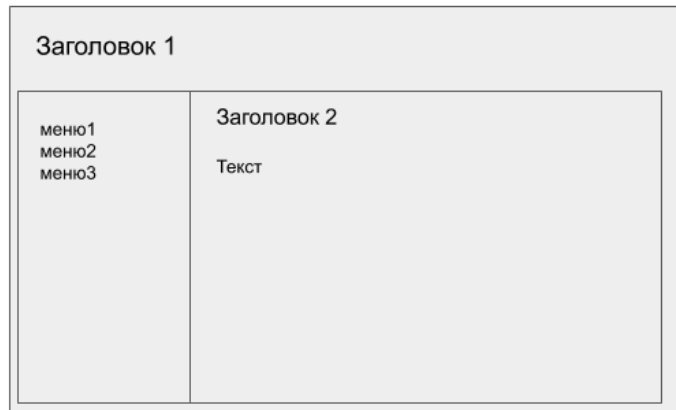 Заголовок 1
меню1
меню2
меню3
Заголовок 2
Текст